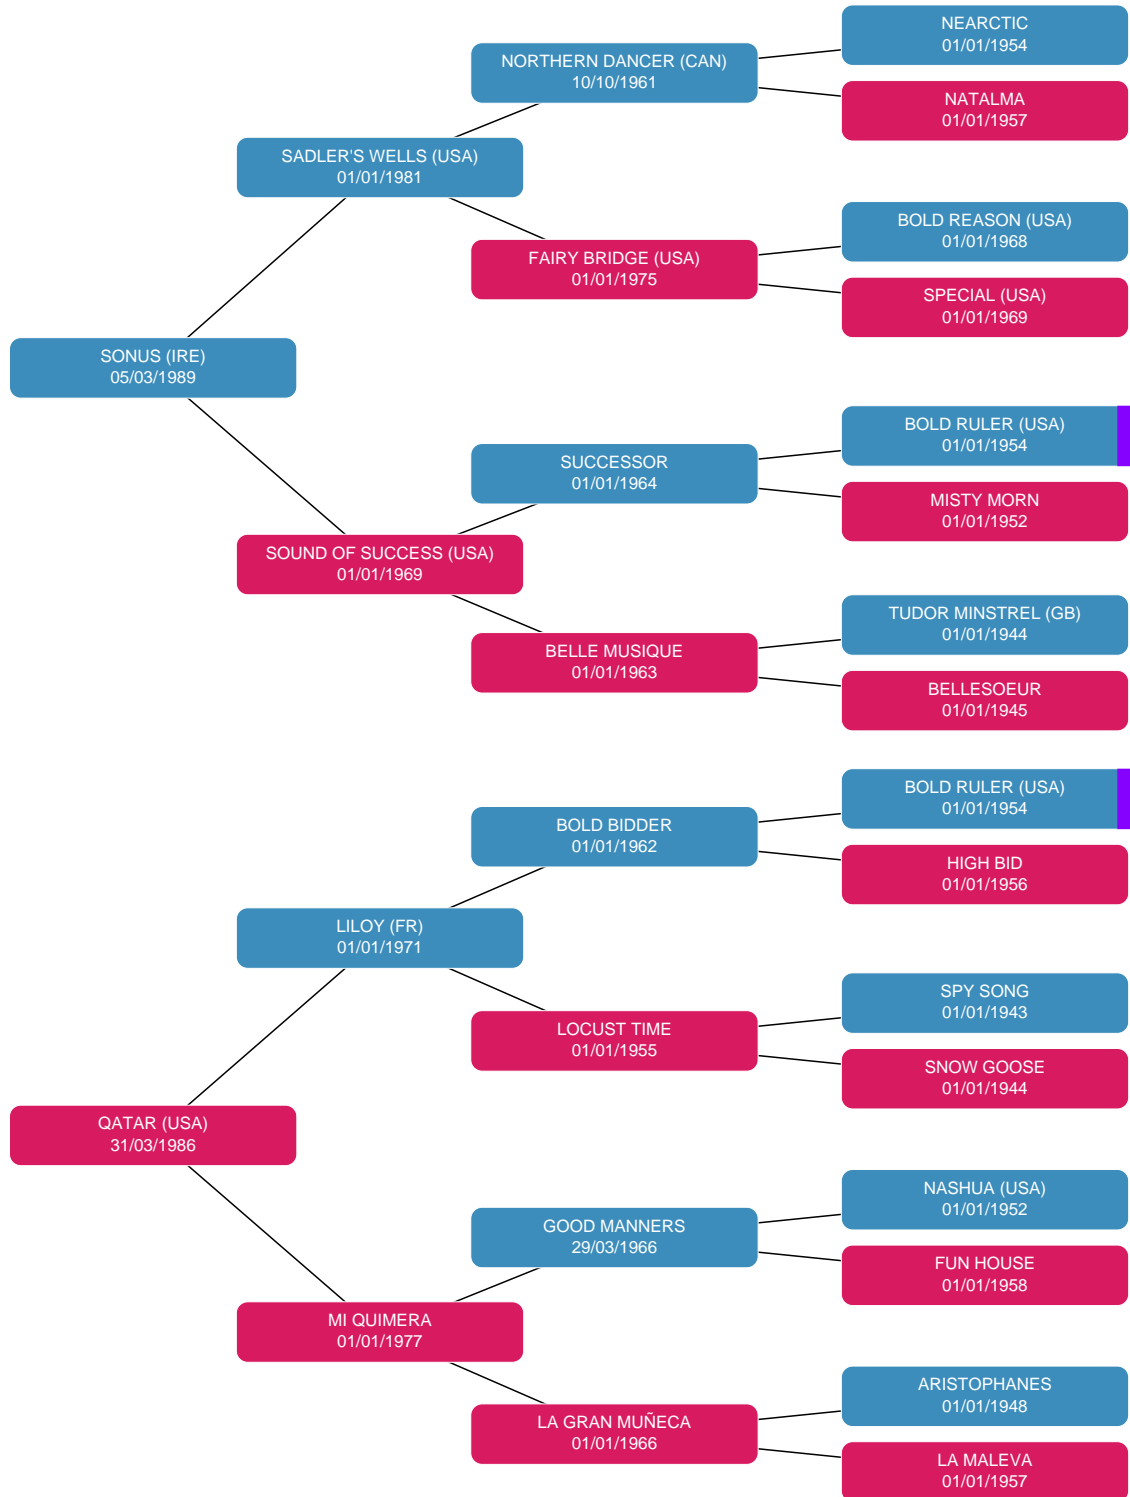 NEARCTIC
01/01/1954
NORTHERN DANCER (CAN)
10/10/1961
NATALMA
01/01/1957
SADLER'S WELLS (USA)
01/01/1981
BOLD REASON (USA)
01/01/1968
FAIRY BRIDGE (USA)
01/01/1975
SPECIAL (USA)
01/01/1969
SONUS (IRE)
05/03/1989
BOLD RULER (USA)
01/01/1954
SUCCESSOR
01/01/1964
MISTY MORN
01/01/1952
SOUND OF SUCCESS (USA)
01/01/1969
TUDOR MINSTREL (GB)
01/01/1944
BELLE MUSIQUE
01/01/1963
BELLESOEUR
01/01/1945
BOLD RULER (USA)
01/01/1954
BOLD BIDDER
01/01/1962
HIGH BID
01/01/1956
LILOY (FR)
01/01/1971
SPY SONG
01/01/1943
LOCUST TIME
01/01/1955
SNOW GOOSE
01/01/1944
QATAR (USA)
31/03/1986
NASHUA (USA)
01/01/1952
GOOD MANNERS
29/03/1966
FUN HOUSE
01/01/1958
MI QUIMERA
01/01/1977
ARISTOPHANES
01/01/1948
LA GRAN MUÑECA
01/01/1966
LA MALEVA
01/01/1957